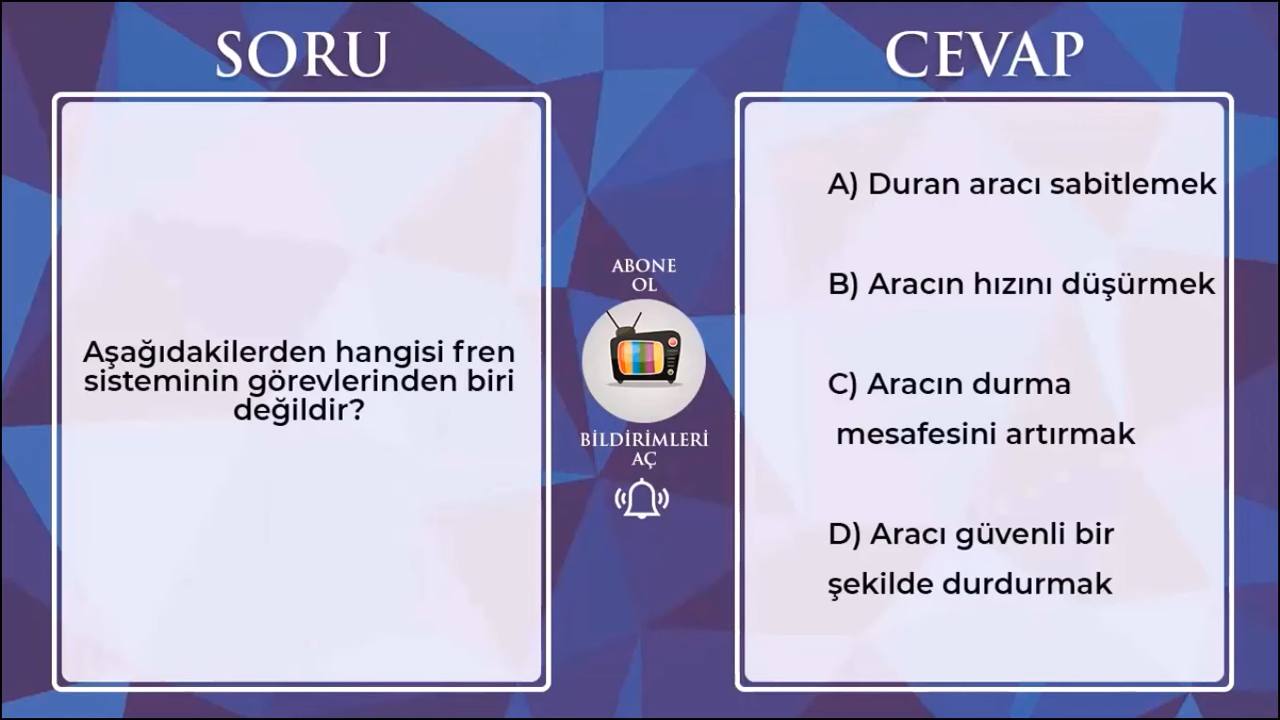 SORU
Aşağıdakilerden hangisi fren
sisteminin görevlerinden biri
değildir?
ABONE
OL
BİLDİRİMLERİ
AÇ
CEVAP
A) Duran aracı sabitlemek
B) Aracın hızını düşürmek
C) Aracın durma
mesafesini artırmak
D) Aracı güvenli bir
şekilde durdurmak